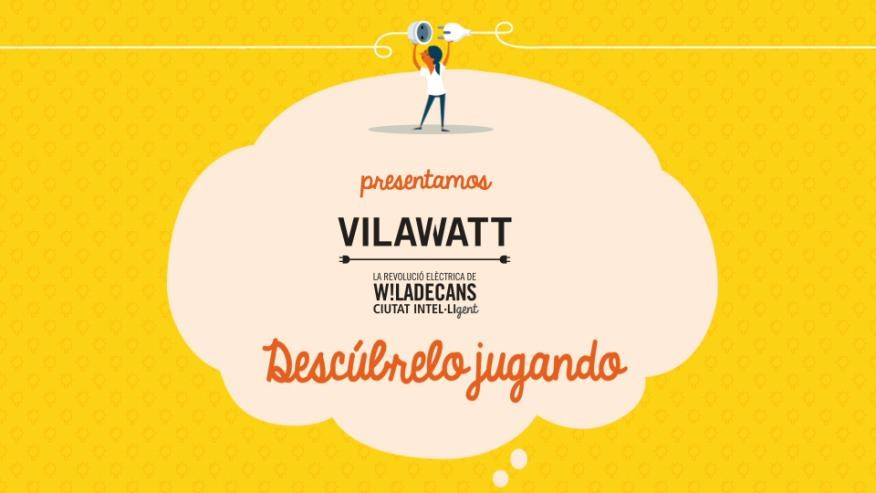 presentamos
VILAWATT
LA REVOLUCIÓ ELÈCTRICA DE
W!LADECANS
CIUTAT INTEL·LIgent
Descúbrelo jugando